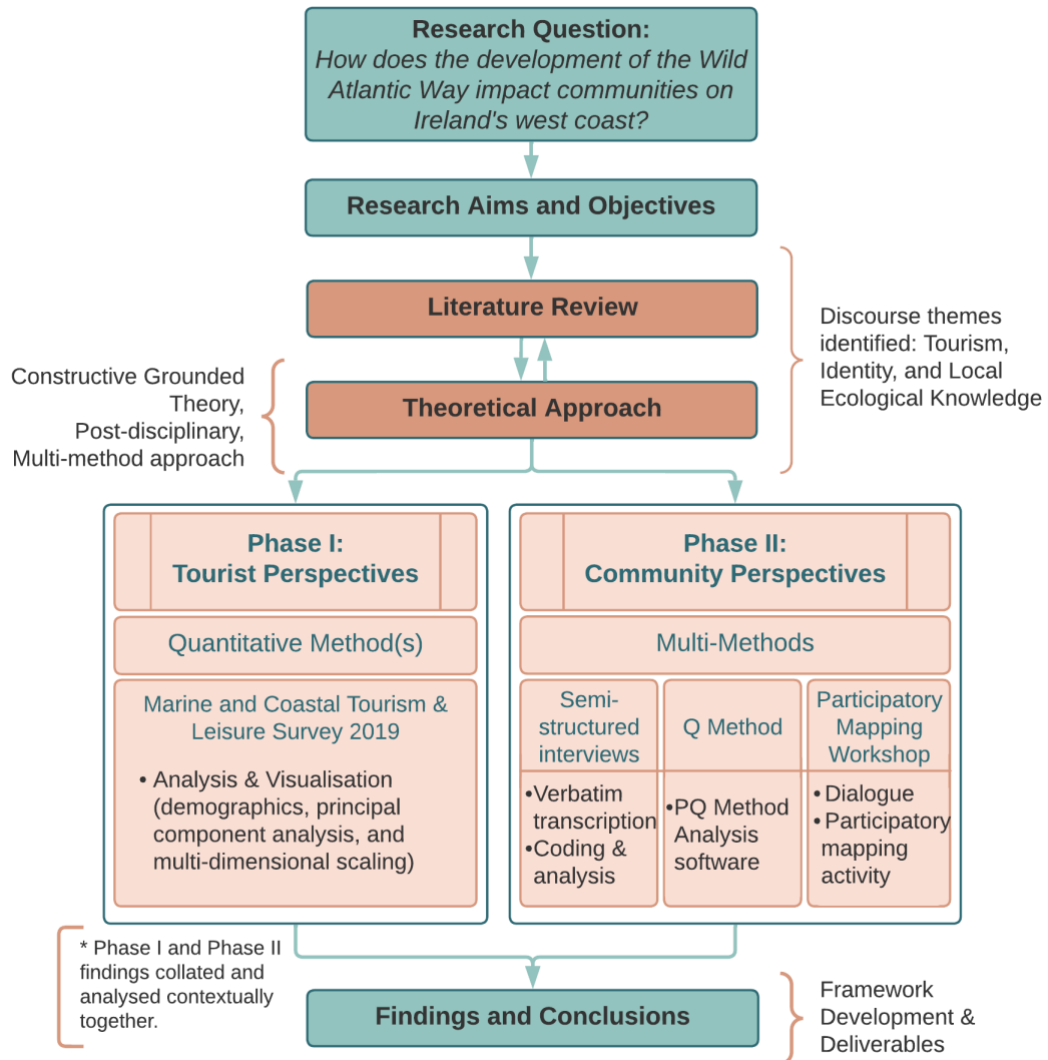 Research Question:
How does the development of the Wild
Atlantic Way impact communities on
Ireland's west coast?
Research Aims and Objectives
Literature Review
Discourse themes
identified: Tourism,
Identity, and Local
Ecological Knowledge
Constructive Grounded
Theory,
Post-disciplinary,
Multi-method approach
Theoretical Approach
Phase I:
Tourist Perspectives
Quantitative Method(s)
Marine and Coastal Tourism &
Leisure Survey 2019
• Analysis & Visualisation
(demographics, principal
component analysis, and
multi-dimensional scaling)
Phase II:
Community Perspectives
Multi-Methods
Semi-
structured
interviews
•Verbatim
transcription
•Coding &
analysis
Q Method
•PQ Method
Analysis
software
Participatory
Mapping
Workshop
• Dialogue
• Participatory
mapping
activity
* Phase I and Phase II
findings collated and
analysed contextually
together.
Findings and Conclusions
Framework
Development &
Deliverables